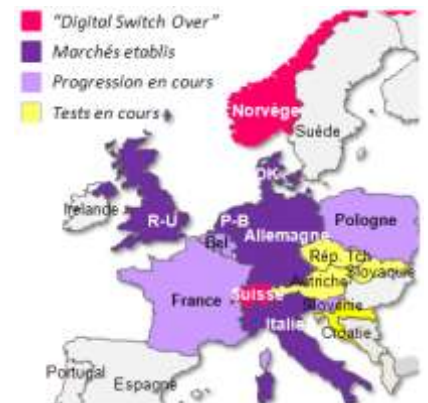 “Digital Switch Over”
Marchés etablis
Progression en cours
Tests en cours
Norvège
Suède
DK
Irelande
R-U
P-B
Pologne
Bel
Allemagne
Rép. Tch
Slovaquie
Autriche
France
Suisse
Slovénie
Italie
Croatie
Portugal
Espagne